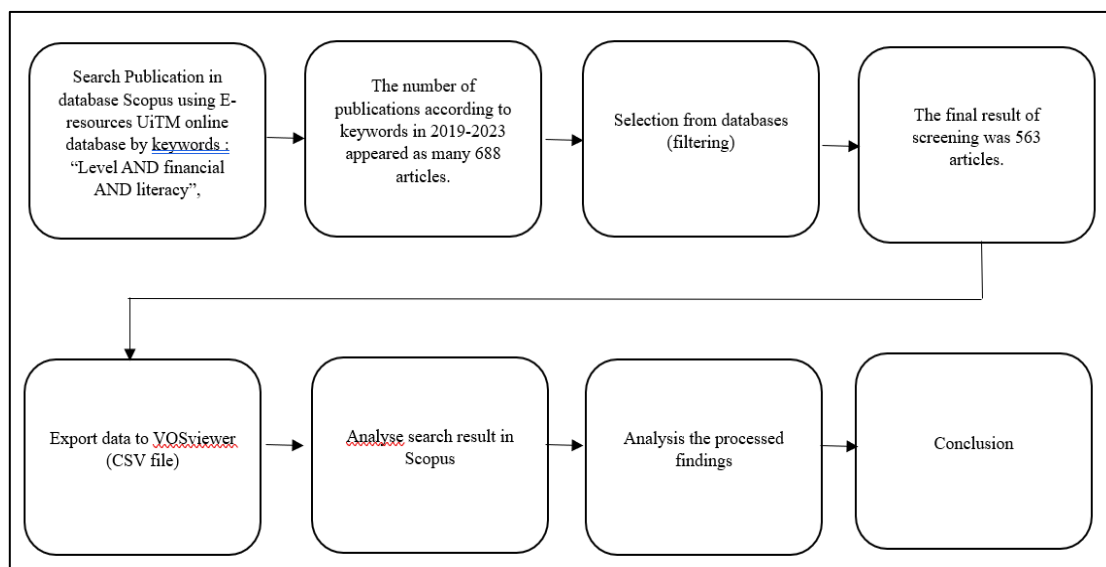 Search Publication in
database Scopus using E-
resources UiTM online
database by keywords :
“Level AND financial
AND literacy”,
The number of
publications according to
keywords in 2019-2023
appeared as many 688
articles.
Selection from databases
(filtering)
The final result of
screening was 563
articles.
Export data to VOSviewer
(CSV file)
Analyse search result in
Scopus
Analysis the processed
findings
Conclusion